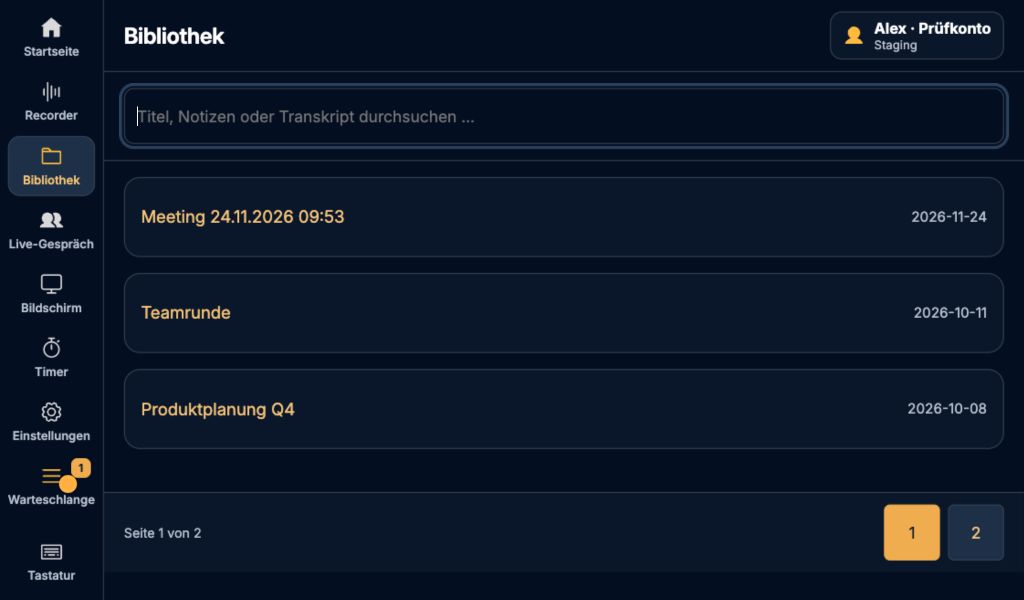 Startseite
Recorder
Bibliothek
Live-Gespräch
Bildschirm
Timer
Einstellungen
1
Warteschlange
Tastatur
Bibliothek
Alex · Prüfkonto
Staging
Titel, Notizen oder Transkript durchsuchen ...
Meeting 24.11.2026 09:53 2026-11-24
Teamrunde 2026-10-11
Produktplanung Q4 2026-10-08
Seite 1 von 2 1 2